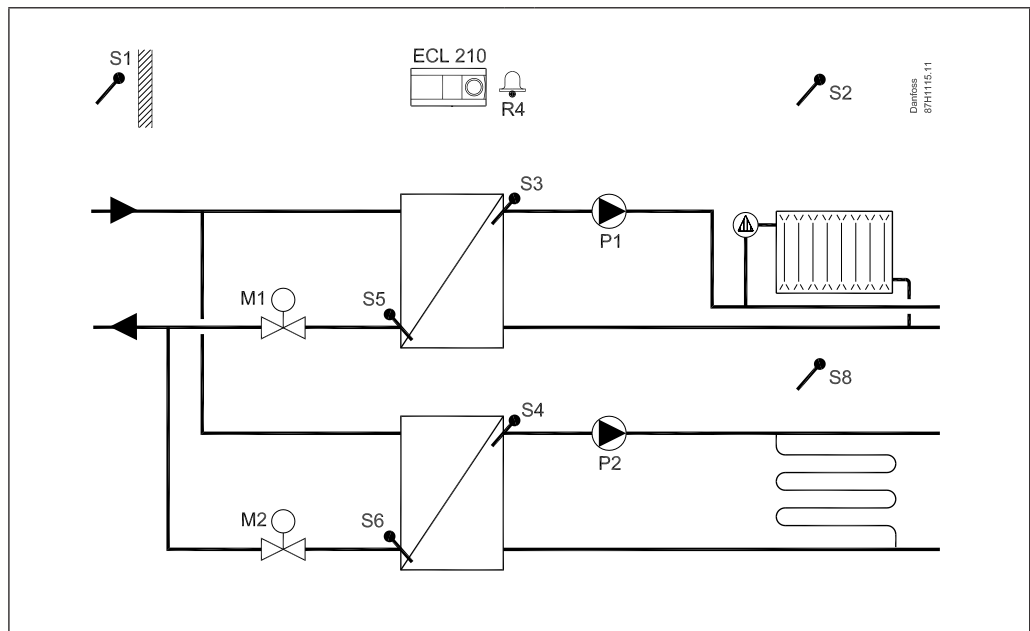 S1
ECL 210
R4
S2
Danfoss
87H1115.11
S3
P1
M1
S5
S8
S4
P2
M2
S6